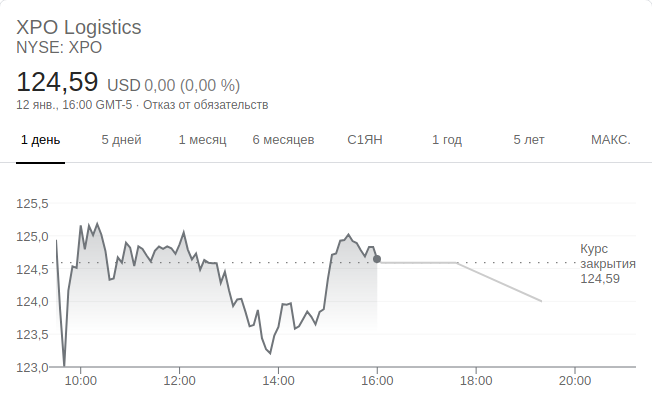 XPO Logistics
NYSE: XPO
124,59 USD 0,00 (0,00 %)
12 янв., 16:00 GMT-5 · Отказ от обязательств
1 день 5 дней 1 месяц 6 месяцев С1ЯН 1 год 5 лет МАКС.
125,5
125,0
124,5
124,0
123,5
123,0
Курс
закрытия
124,59
10:00 12:00 14:00 16:00 18:00 20:00